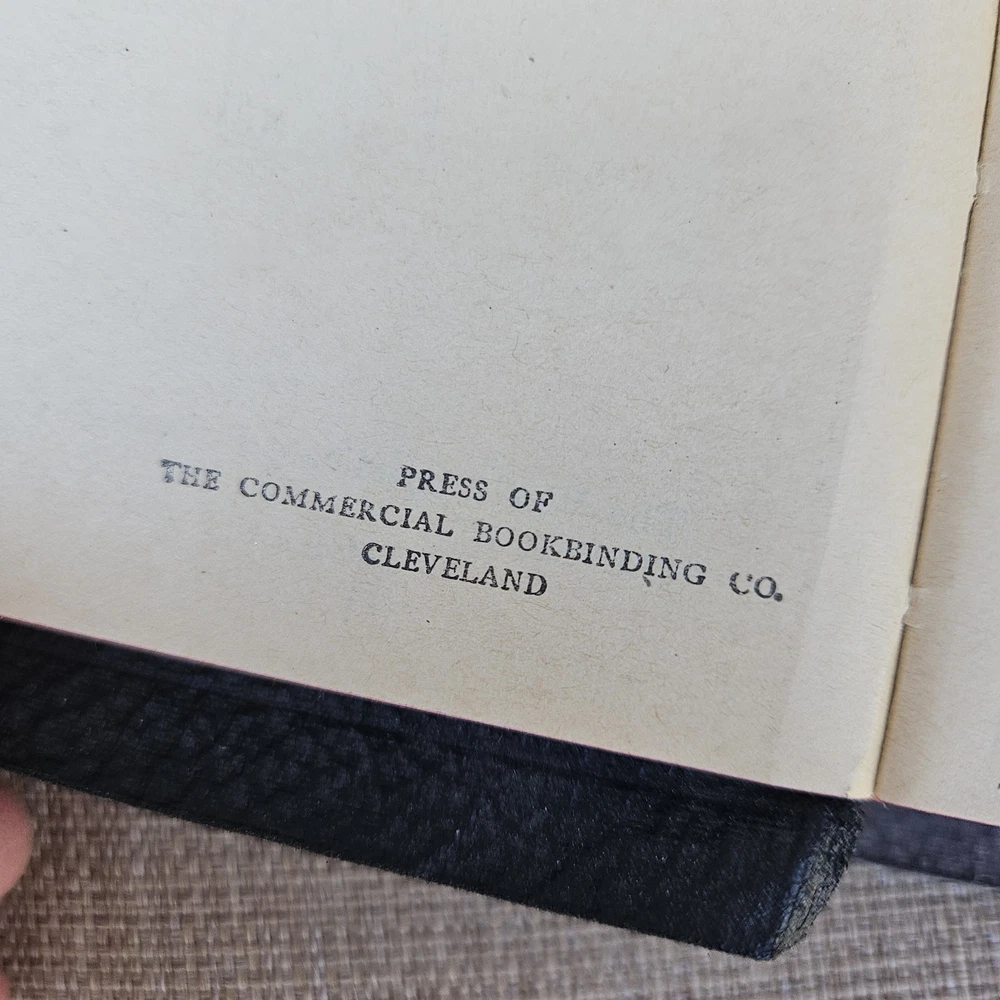 PRESS OF
THE COMMERCIAL BOOKBINDING CO.
CLEVELAND